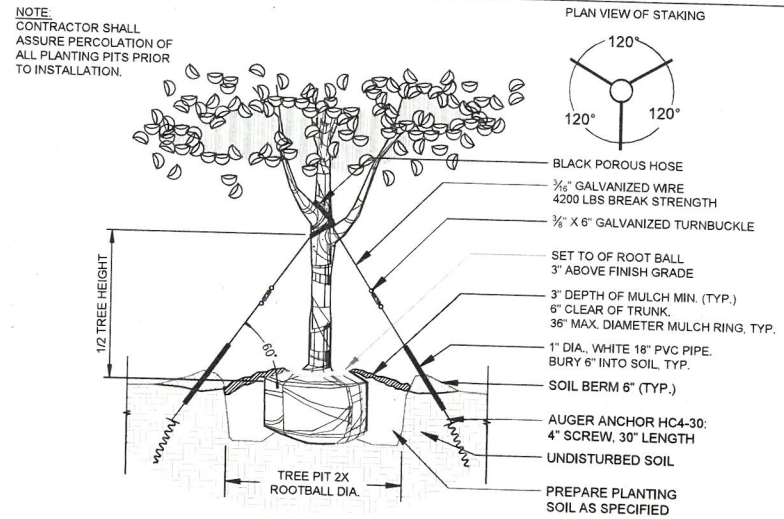 NOTE:
CONTRACTOR SHALL
ASSURE PERCOLATION OF
ALL PLANTING PITS PRIOR
TO INSTALLATION.
PLAN VIEW OF STAKING
120°
120°
120°
BLACK POROUS HOSE
3/16" GALVANIZED WIRE
4200 LBS BREAK STRENGTH
3/8" X 6" GALVANIZED TURNBUCKLE
SET TO OF ROOT BALL
3" ABOVE FINISH GRADE
3" DEPTH OF MULCH MIN. (TYP.)
6" CLEAR OF TRUNK.
36" MAX. DIAMETER MULCH RING, TYP.
1" DIA., WHITE 18" PVC PIPE.
BURY 6" INTO SOIL, TYP.
SOIL BERM 6" (TYP.)
AUGER ANCHOR HC4-30:
4" SCREW, 30" LENGTH
UNDISTURBED SOIL
PREPARE PLANTING
SOIL AS SPECIFIED
1/2 TREE HEIGHT
60°
TREE PIT 2X
ROOTBALL DIA.